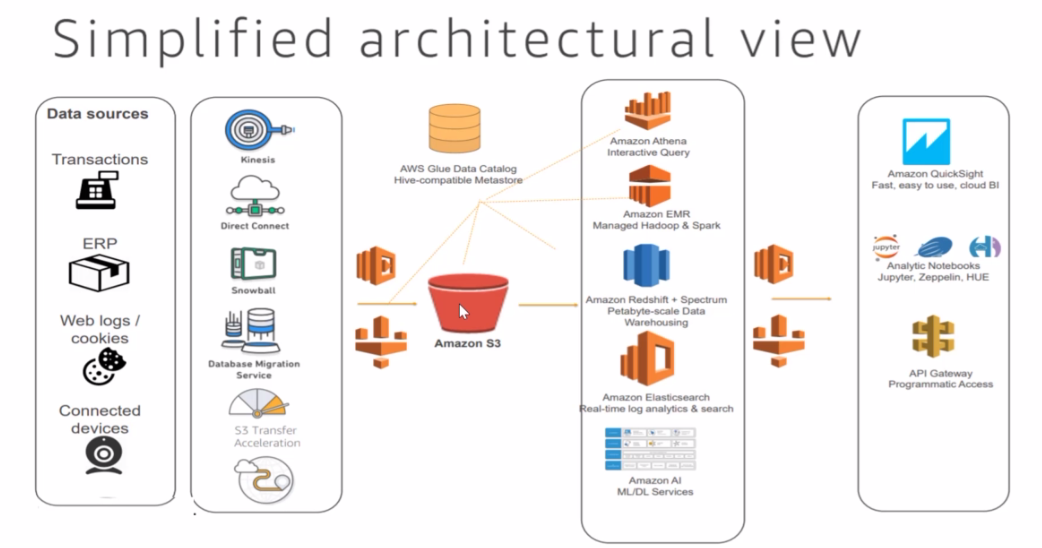 Simplified architectural view
Data sources
Transactions
ERP
Web logs /
cookies
Connected
devices
Kinesis
Direct Connect
Snowball
Database Migration
Service
S3 Transfer
Acceleration
AWS Glue Data Catalog
Hive-compatible Metastore
Amazon S3
Amazon Athena
Interactive Query
Amazon EMR
Managed Hadoop & Spark
Amazon Redshift + Spectrum
Petabyte-scale Data
Warehousing
Amazon Elasticsearch
Real-time log analytics & search
Amazon AI
ML/DL Services
Amazon QuickSight
Fast, easy to use, cloud BI
jupyter
Analytic Notebooks
Jupyter, Zeppelin, HUE
API Gateway
Programmatic Access